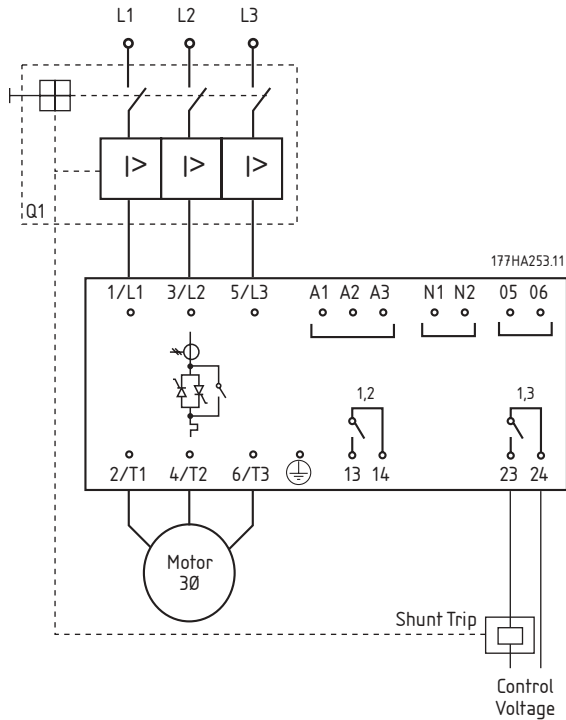 L1 L2 L3
I> I> I>
Q1
177HA253.11
1/L1 3/L2 5/L3 A1 A2 A3 N1 N2 05 06
1,2 1,3
2/T1 4/T2 6/T3 13 14 23 24
Motor
3Ø
Shunt Trip
Control
Voltage